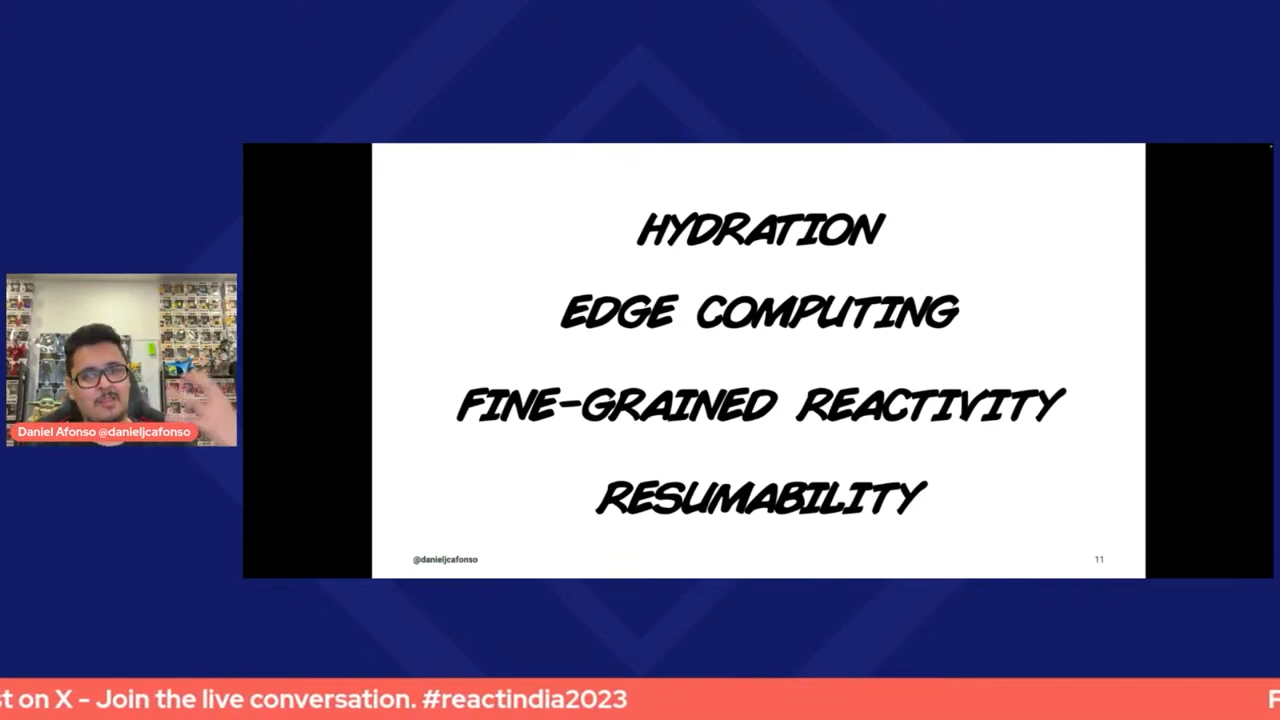 HYDRATION
EDGE COMPUTING
FINE-GRAINED REACTIVITY
RESUMABILITY
@danieljcafonso
11
Daniel Afonso @danieljcafonso
st on X - Join the live conversation. #reactindia2023